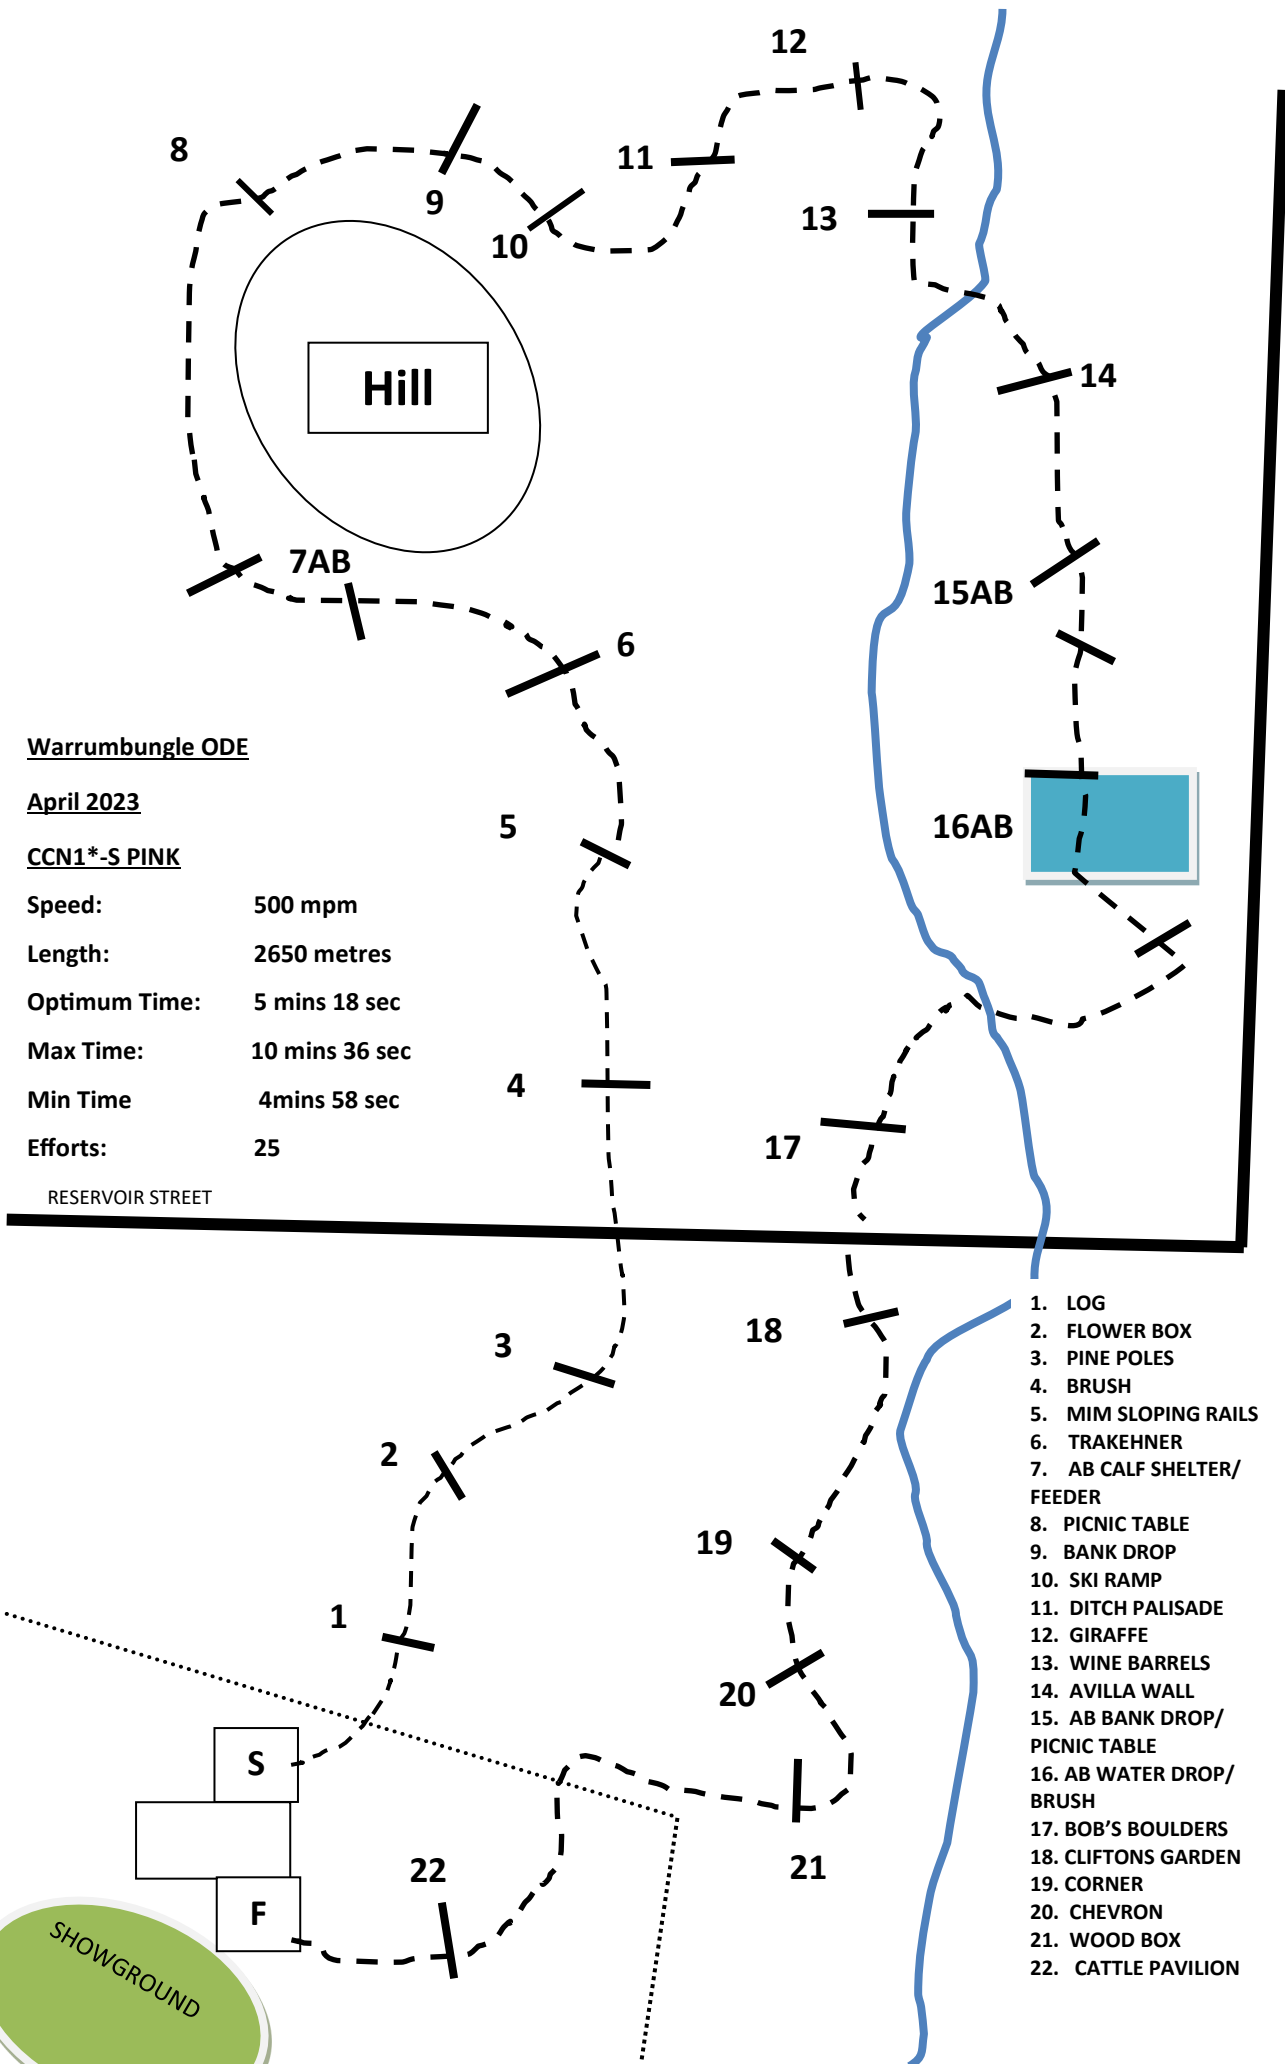 12
8
11
9
13
10
Hill
14
7AB
15AB
6
Warrumbungle ODE
April 2023
CCN1*-S PINK
Speed: 500 mpm
Length: 2650 metres
Optimum Time: 5 mins 18 sec
Max Time: 10 mins 36 sec
Min Time 4mins 58 sec
Efforts: 25
5
16AB
4
17
RESERVOIR STREET
3
18
2
19
1
20
S
21
22
F
SHOWGROUND
1. LOG
2. FLOWER BOX
3. PINE POLES
4. BRUSH
5. MIM SLOPING RAILS
6. TRAKEHNER
7. AB CALF SHELTER/
FEEDER
8. PICNIC TABLE
9. BANK DROP
10. SKI RAMP
11. DITCH PALISADE
12. GIRAFFE
13. WINE BARRELS
14. AVILLA WALL
15. AB BANK DROP/
PICNIC TABLE
16. AB WATER DROP/
BRUSH
17. BOB'S BOULDERS
18. CLIFTONS GARDEN
19. CORNER
20. CHEVRON
21. WOOD BOX
22. CATTLE PAVILION